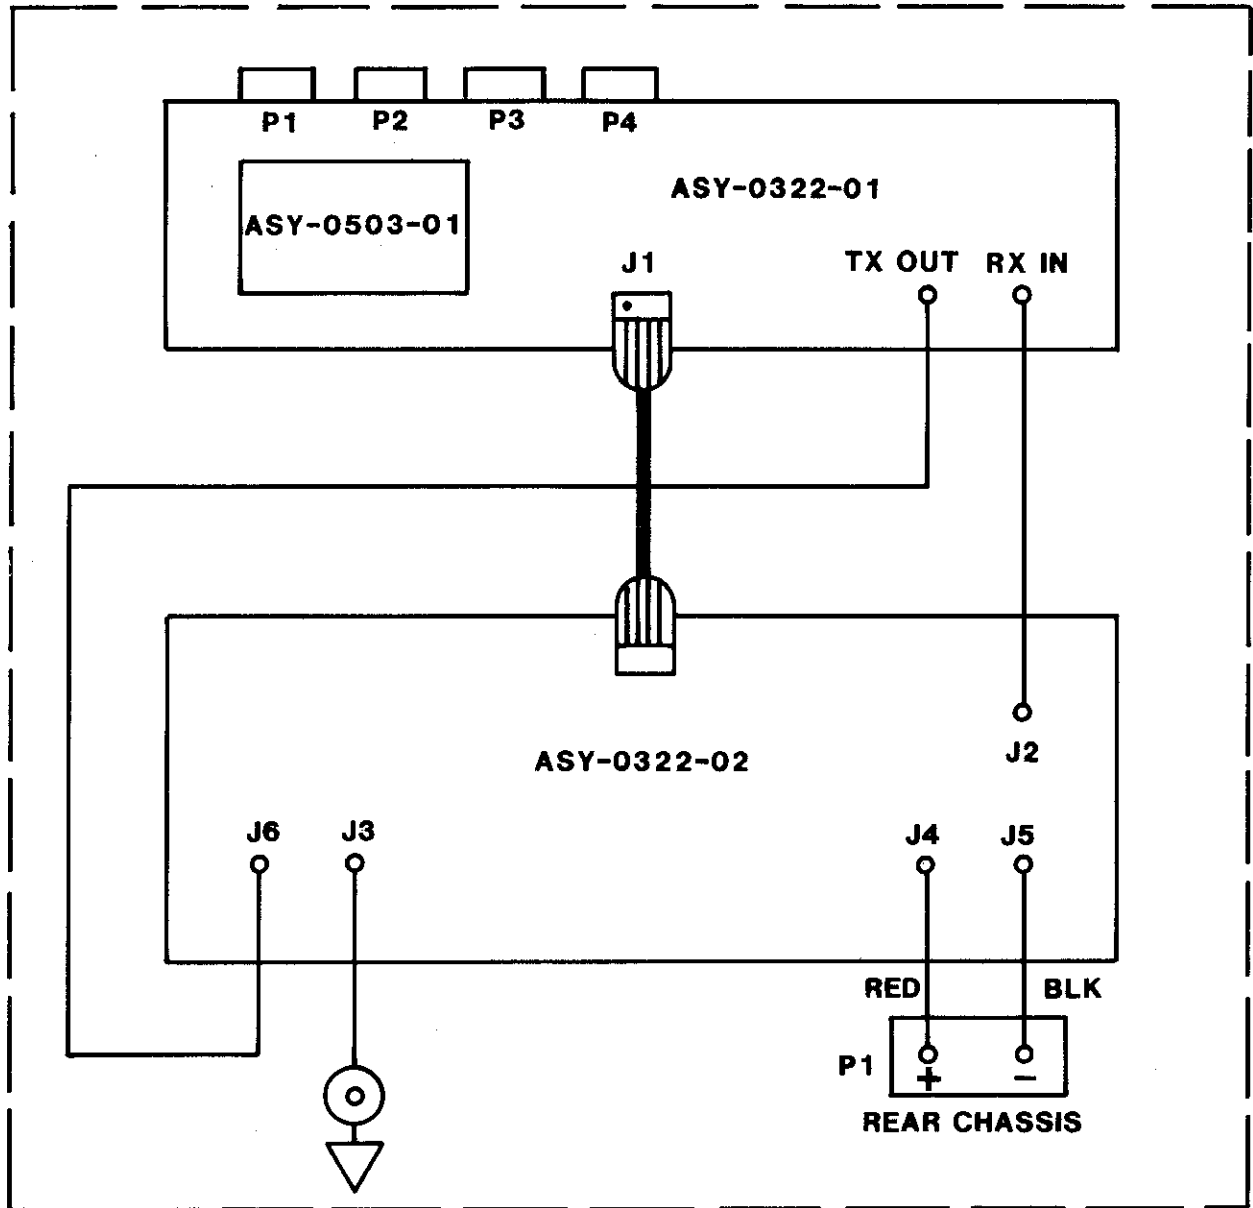 P1 P2 P3 P4
ASY-0322-01
ASY-0503-01
J1
TX OUT RX IN
J2
ASY-0322-02
J6 J3 J4 J5
RED BLK
P1
+ −
REAR CHASSIS